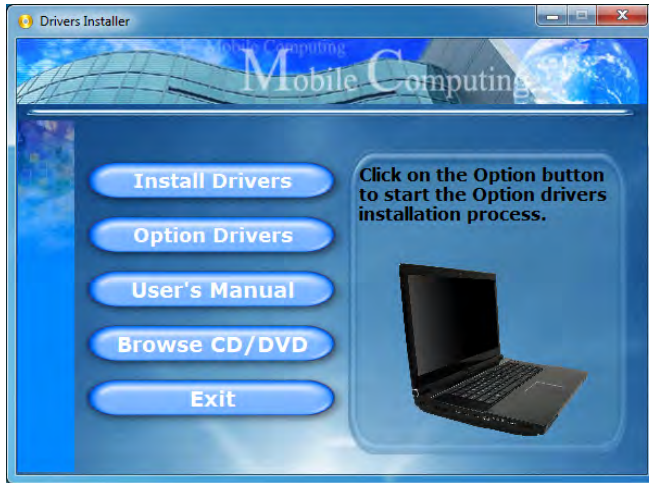 Drivers Installer
Mobile Computing
Mobile Computing
Install Drivers
Option Drivers
User's Manual
Browse CD/DVD
Exit
Click on the Option button
to start the Option drivers
installation process.